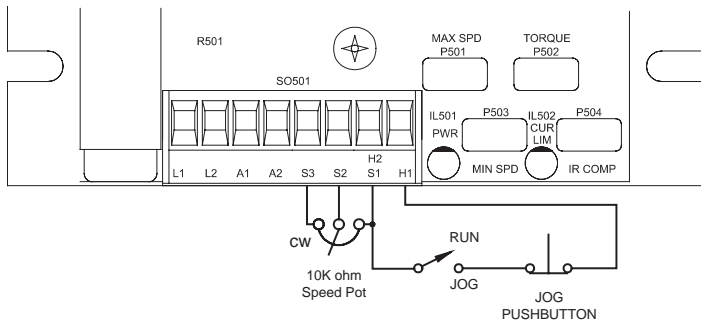 R501
MAX SPD
P501
TORQUE
P502
SO501
IL501
PWR
P503
IL502
CUR
LIM
P504
MIN SPD
IR COMP
H2
L1 L2 A1 A2 S3 S2 S1 H1
CW
10K ohm
Speed Pot
RUN
JOG
JOG
PUSHBUTTON